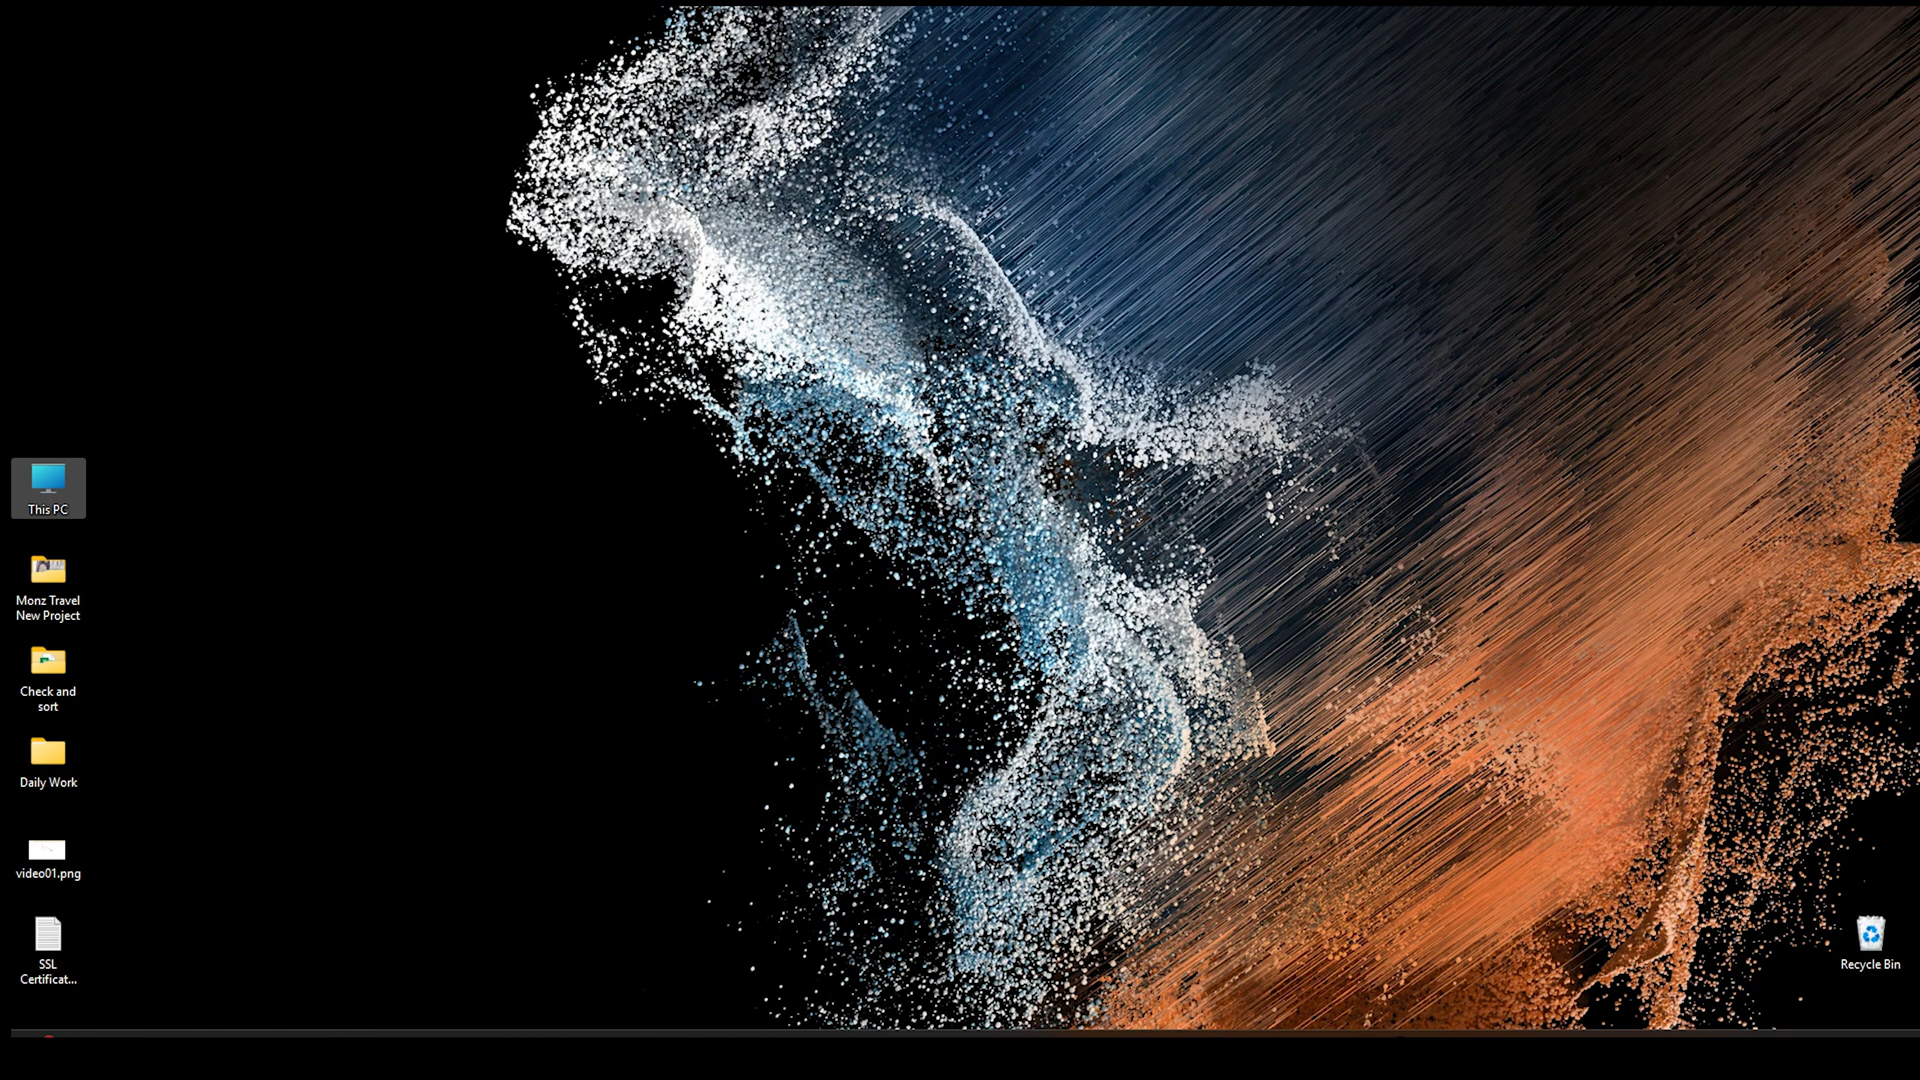 This PC
Monz Travel
New Project
Check and
sort
Daily Work
video01.png
SSL
Certificat...
Recycle Bin